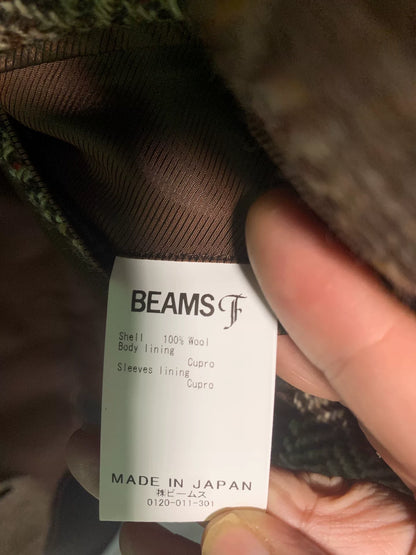 BEAMS F
Shell 100% Wool
Body lining
Cupro
Sleeves lining
Cupro
MADE IN JAPAN
㈱ビームス
0120-011-301